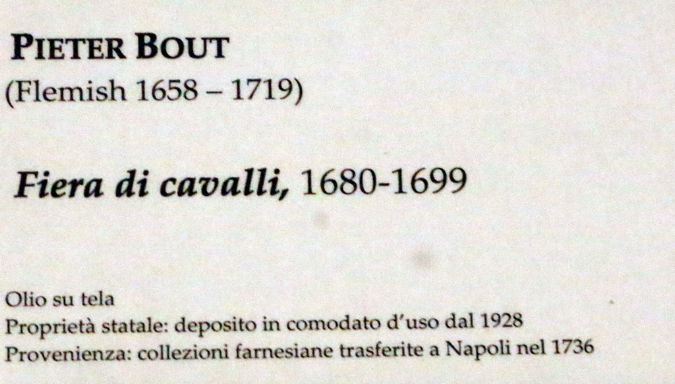 PIETER BOUT
(Flemish 1658 – 1719)
Fiera di cavalli, 1680-1699
Olio su tela
Proprietà statale: deposito in comodato d'uso dal 1928
Provenienza: collezioni farnesiane trasferite a Napoli nel 1736